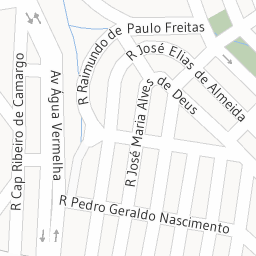 R Raimundo de Paulo Freitas
R José Elias de Almeida
de Deus
Av Água Vermelha
R Cap Ribeiro de Camargo
R José Maria Alves
R Pedro Geraldo Nascimento